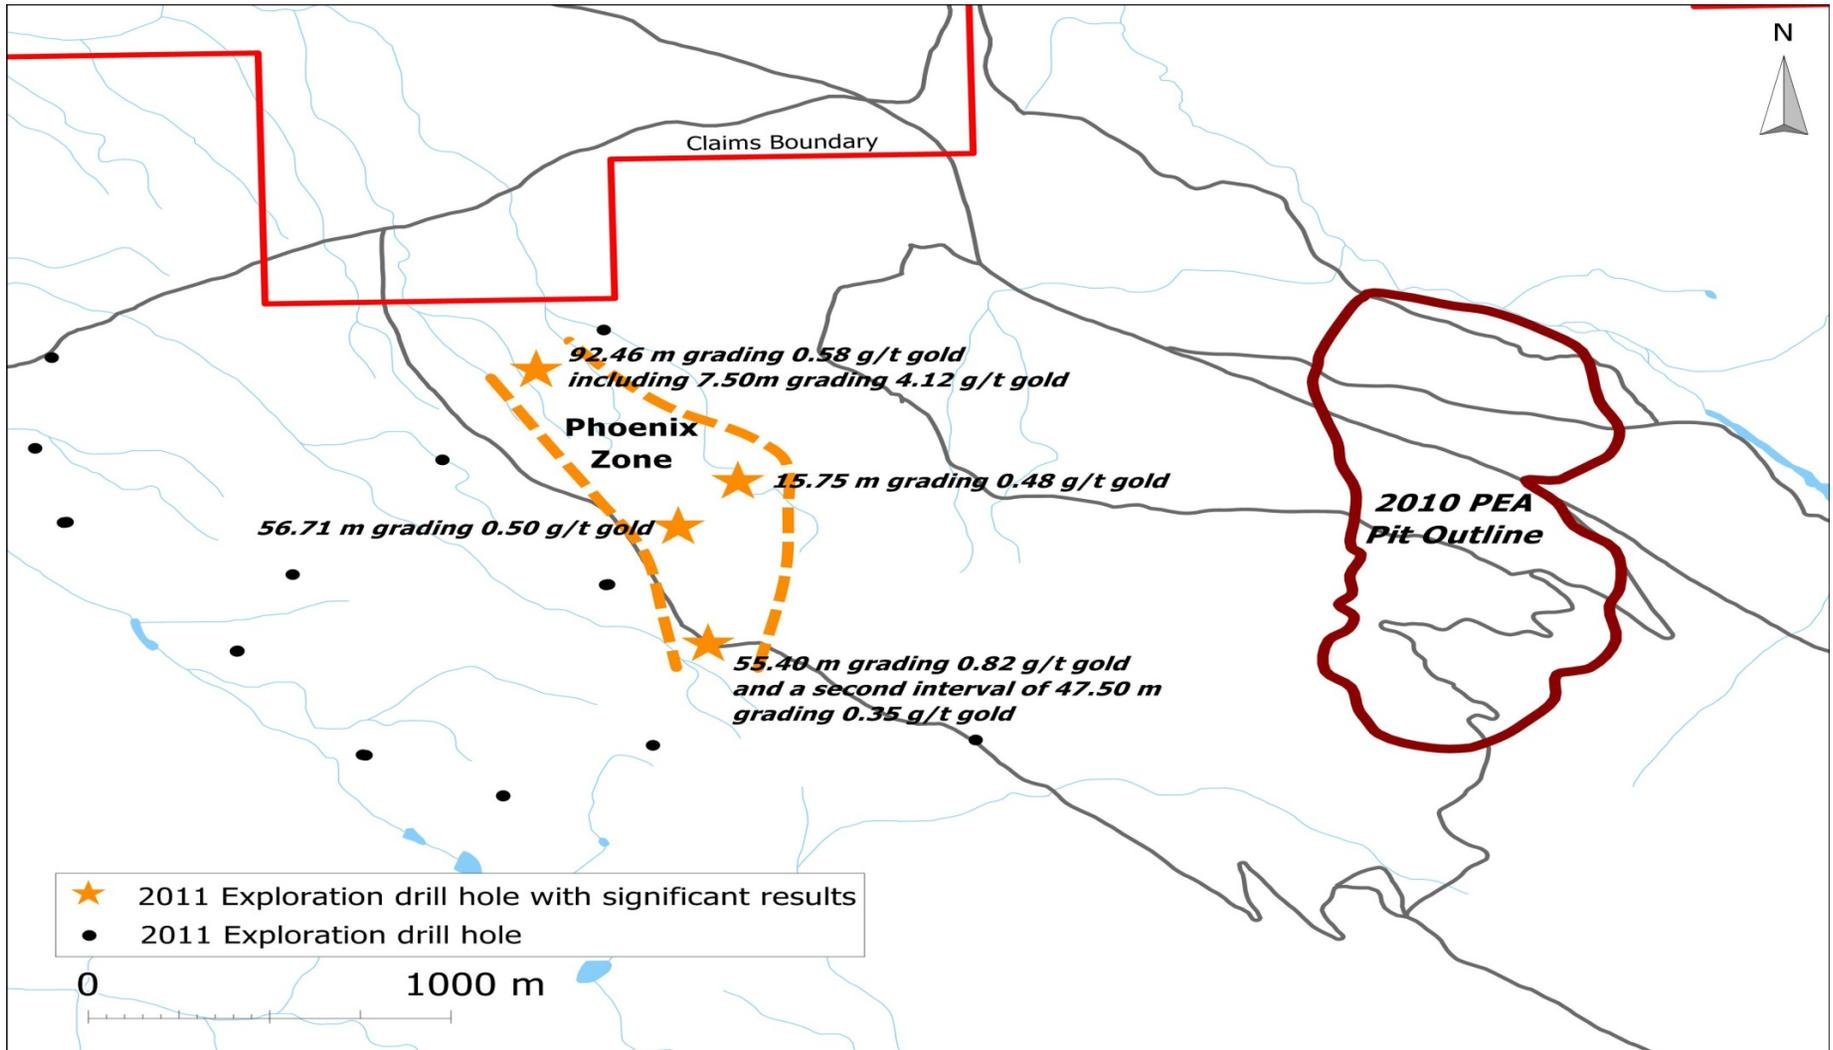 N
Claims Boundary
92.46 m grading 0.58 g/t gold
including 7.50m grading 4.12 g/t gold
Phoenix
Zone
15.75 m grading 0.48 g/t gold
56.71 m grading 0.50 g/t gold
2010 PEA
Pit Outline
55.40 m grading 0.82 g/t gold
and a second interval of 47.50 m
grading 0.35 g/t gold
2011 Exploration drill hole with significant results
2011 Exploration drill hole
0 1000 m